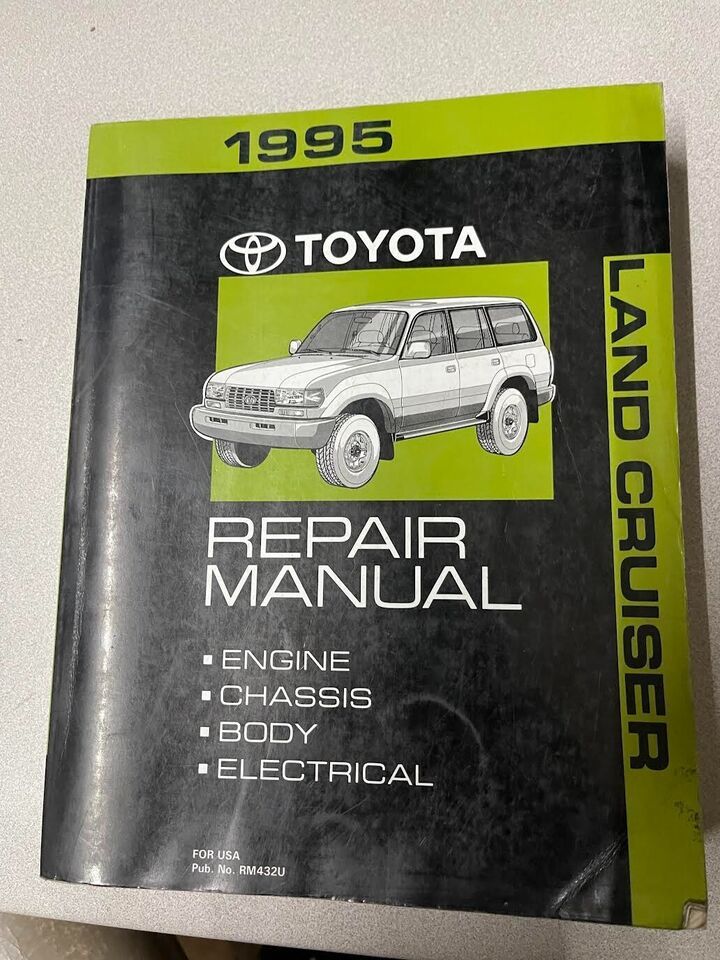 1995
TOYOTA
LAND CRUISER
REPAIR
MANUAL
▪ ENGINE
▪ CHASSIS
▪ BODY
▪ ELECTRICAL
FOR USA
Pub. No. RM432U